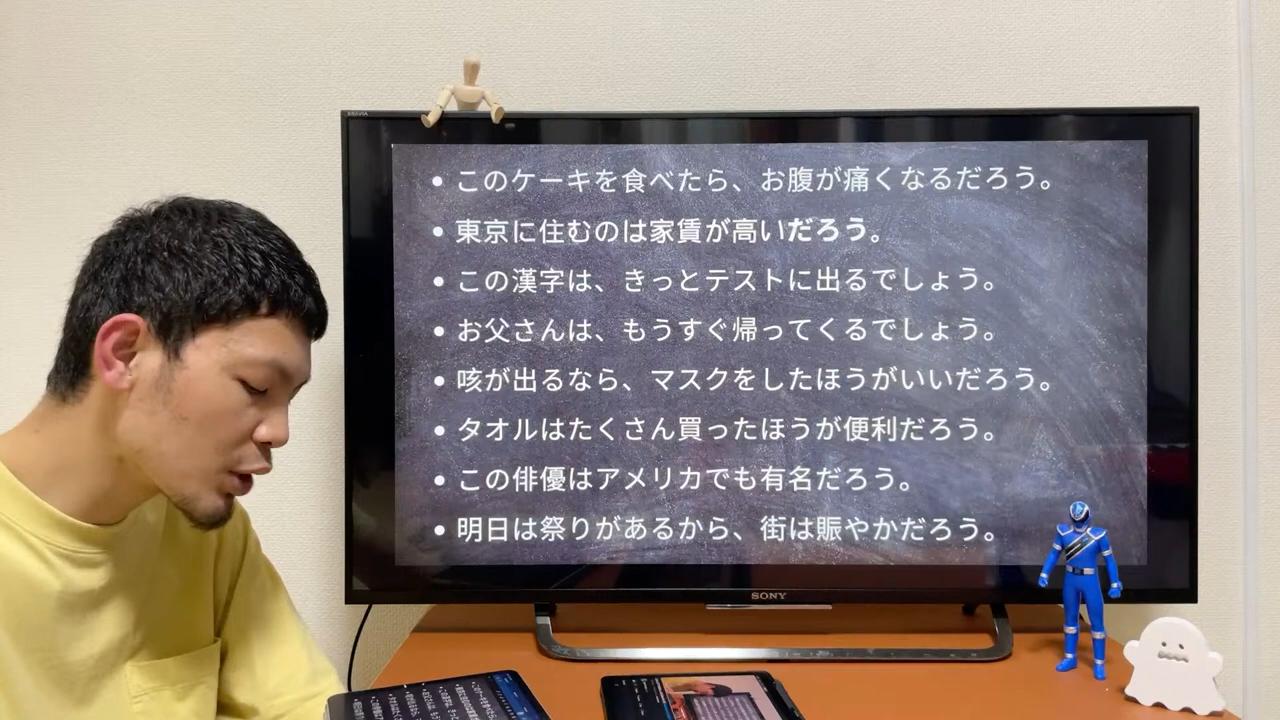 BRAVIA
• このケーキを食べたら、お腹が痛くなるだろう。
• 東京に住むのは家賃が高いだろう。
• この漢字は、きっとテストに出るでしょう。
• お父さんは、もうすぐ帰ってくるでしょう。
• 咳が出るなら、マスクをしたほうがいいだろう。
• タオルはたくさん買ったほうが便利だろう。
• この俳優はアメリカでも有名だろう。
• 明日は祭りがあるから、街は賑やかだろう。
SONY